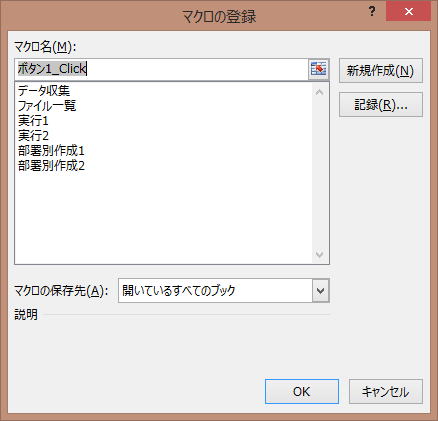 マクロの登録
? ×
マクロ名(M):
ボタン1_Click
新規作成(N)
記録(R)...
データ収集
ファイル一覧
実行1
実行2
部署別作成1
部署別作成2
マクロの保存先(A):
開いているすべてのブック
説明
OK
キャンセル